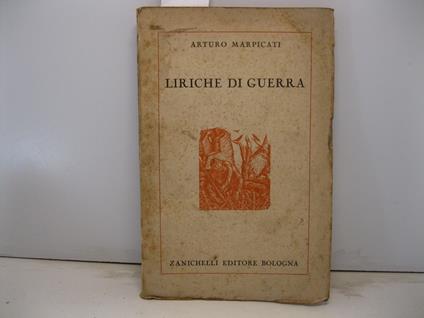 ARTURO MARPICATI
LIRICHE DI GUERRA
ZANICHELLI EDITORE BOLOGNA